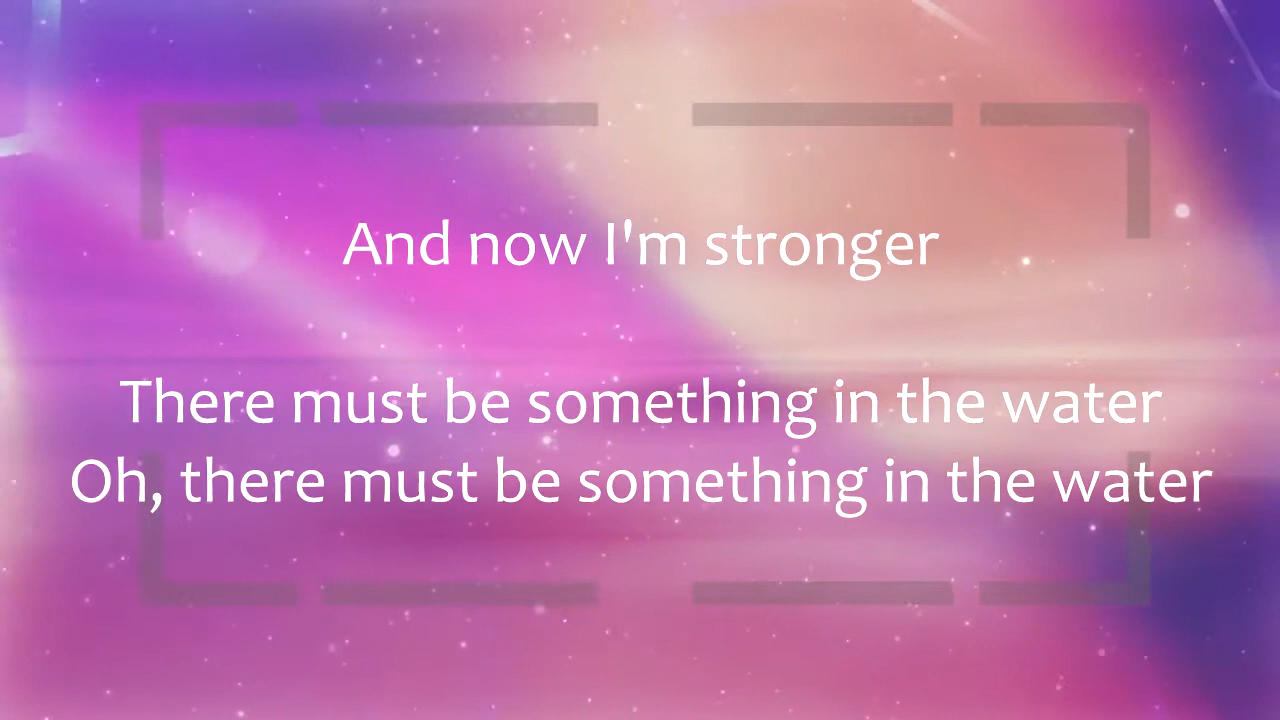 And now I'm stronger
There must be something in the water
Oh, there must be something in the water